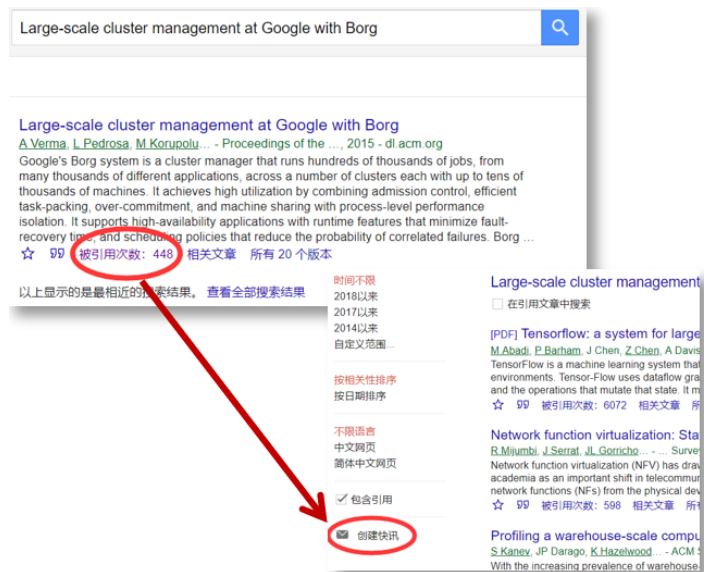 Large-scale cluster management at Google with Borg
Large-scale cluster management at Google with Borg
A Verma, L Pedrosa, M Korupolu... - Proceedings of the ..., 2015 - dl.acm.org
Google's Borg system is a cluster manager that runs hundreds of thousands of jobs, from
many thousands of different applications, across a number of clusters each with up to tens of
thousands of machines. It achieves high utilization by combining admission control, efficient
task-packing, over-commitment, and machine sharing with process-level performance
isolation. It supports high-availability applications with runtime features that minimize fault-
recovery time, and scheduling policies that reduce the probability of correlated failures. Borg ...
被引用次数：448 相关文章 所有 20 个版本
以上显示的是最相近的搜索结果。 查看全部搜索结果
时间不限
2018以来
2017以来
2014以来
自定义范围...
按相关性排序
按日期排序
不限语言
中文网页
简体中文网页
包含引用
创建快讯
Large-scale cluster management
在引用文章中搜索
[PDF] Tensorflow: a system for large
M Abadi, P Barham, J Chen, Z Chen, A Davis
TensorFlow is a machine learning system that
environments. Tensor-Flow uses dataflow gra
and the operations that mutate that state. It m
被引用次数：6072 相关文章 所
Network function virtualization: Sta
R Mijumbi, J Serrat, JL Gorricho... - ... Surve
Network function virtualization (NFV) has drav
academia as an important shift in telecommur
network functions (NFs) from the physical dev
被引用次数：598 相关文章 所有
Profiling a warehouse-scale compu
S Kanev, JP Darago, K Hazelwood... - ACM S
With the increasing prevalence of warehouse-